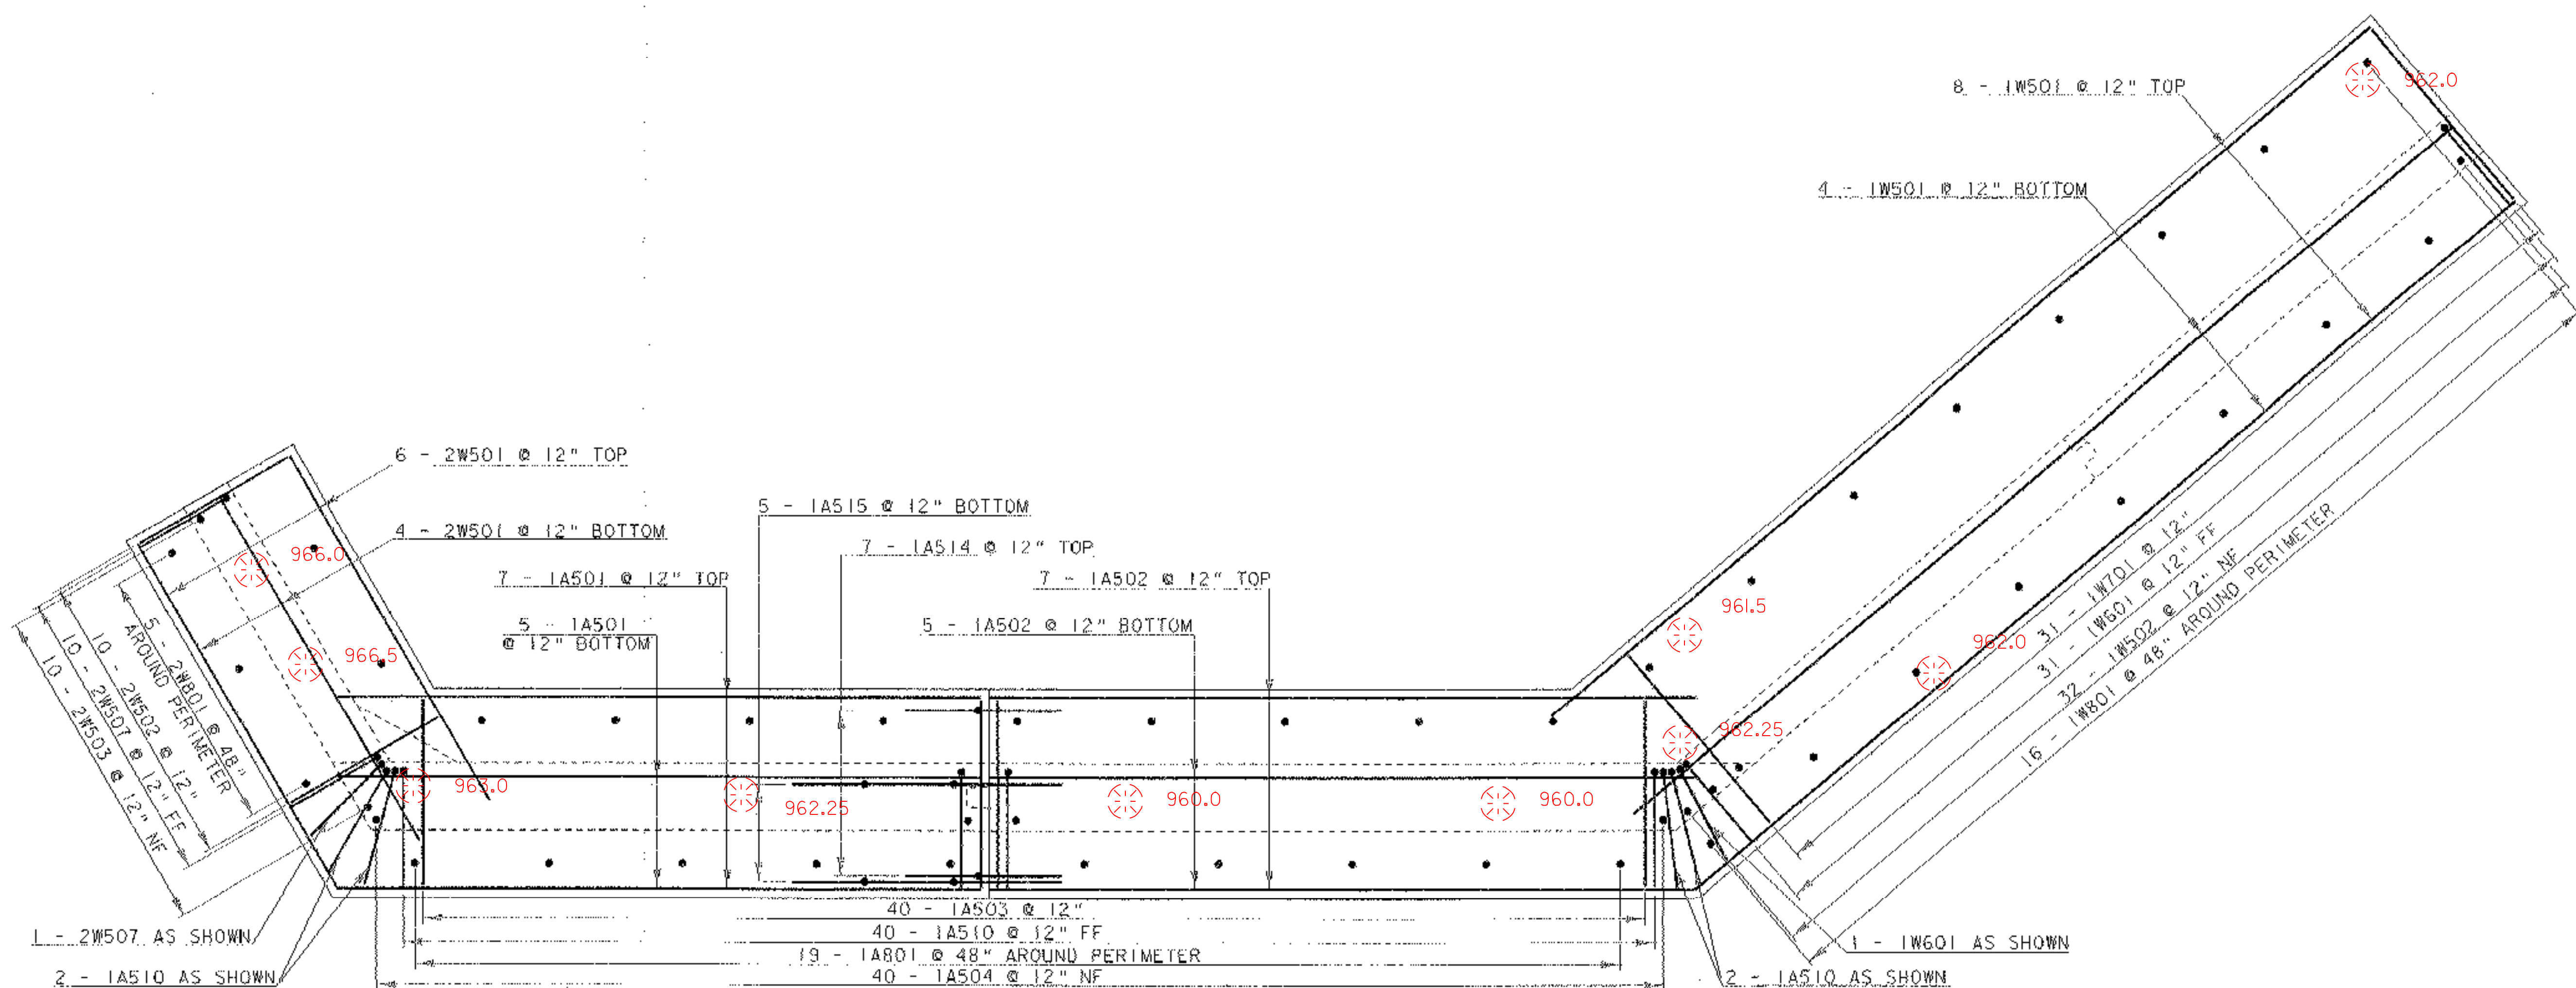 8 - 1W501 @ 12" TOP
962.0
4 - 1W501 @ 12" BOTTOM
6 - 2W501 @ 12" TOP
4 - 2W501 @ 12" BOTTOM
966.0
966.5
5 - 1A515 @ 12" BOTTOM
7 - 1A514 @ 12" TOP
7 - 1A501 @ 12" TOP
7 - 1A502 @ 12" TOP
5 - 1A501
@ 12" BOTTOM
5 - 1A502 @ 12" BOTTOM
961.5
962.0
962.25
963.0
962.25
960.0
960.0
5 - 2W801 @ 48"
AROUND PERIMETER
10 - 2W502 @ 12"
10 - 2W507 @ 12" FF
10 - 2W503 @ 12" NF
31 - 1W701 @ 12"
31 - 1W601 @ 12" FF
32 - 1W502 @ 12" NF
16 - 1W801 @ 48" AROUND PERIMETER
40 - 1A503 @ 12"
40 - 1A510 @ 12" FF
19 - 1A801 @ 48" AROUND PERIMETER
40 - 1A504 @ 12" NF
1 - 2W507 AS SHOWN
2 - 1A510 AS SHOWN
1 - 1W601 AS SHOWN
2 - 1A510 AS SHOWN